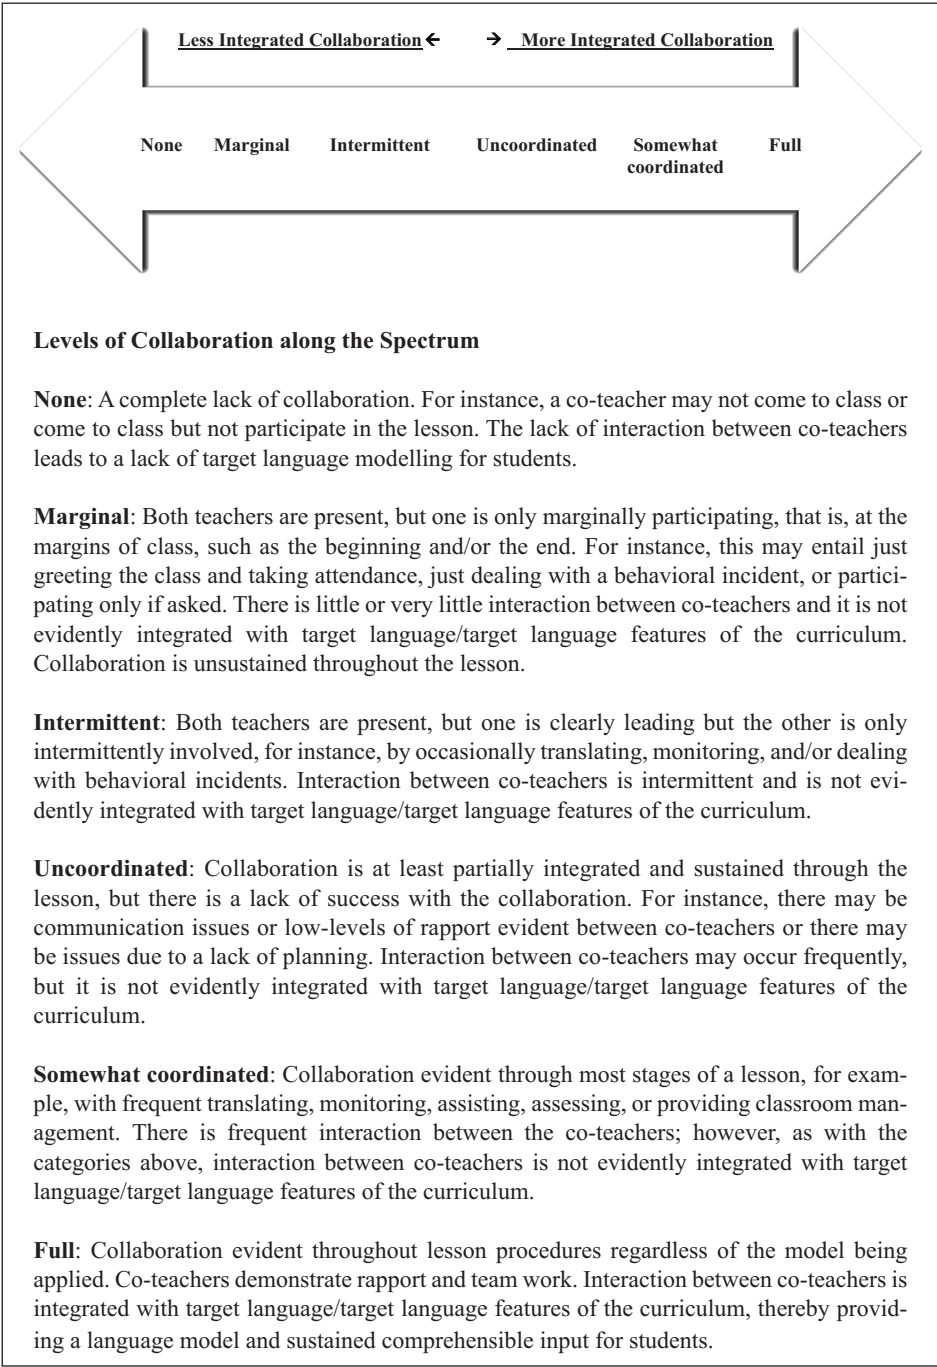 Less Integrated Collaboration ← → More Integrated Collaboration
None Marginal Intermittent Uncoordinated Somewhat coordinated Full
Levels of Collaboration along the Spectrum
None: A complete lack of collaboration. For instance, a co-teacher may not come to class or
come to class but not participate in the lesson. The lack of interaction between co-teachers
leads to a lack of target language modelling for students.
Marginal: Both teachers are present, but one is only marginally participating, that is, at the
margins of class, such as the beginning and/or the end. For instance, this may entail just
greeting the class and taking attendance, just dealing with a behavioral incident, or partici-
pating only if asked. There is little or very little interaction between co-teachers and it is not
evidently integrated with target language/target language features of the curriculum.
Collaboration is unsustained throughout the lesson.
Intermittent: Both teachers are present, but one is clearly leading but the other is only
intermittently involved, for instance, by occasionally translating, monitoring, and/or dealing
with behavioral incidents. Interaction between co-teachers is intermittent and is not evi-
dently integrated with target language/target language features of the curriculum.
Uncoordinated: Collaboration is at least partially integrated and sustained through the
lesson, but there is a lack of success with the collaboration. For instance, there may be
communication issues or low-levels of rapport evident between co-teachers or there may
be issues due to a lack of planning. Interaction between co-teachers may occur frequently,
but it is not evidently integrated with target language/target language features of the
curriculum.
Somewhat coordinated: Collaboration evident through most stages of a lesson, for exam-
ple, with frequent translating, monitoring, assisting, assessing, or providing classroom man-
agement. There is frequent interaction between the co-teachers; however, as with the
categories above, interaction between co-teachers is not evidently integrated with target
language/target language features of the curriculum.
Full: Collaboration evident throughout lesson procedures regardless of the model being
applied. Co-teachers demonstrate rapport and team work. Interaction between co-teachers is
integrated with target language/target language features of the curriculum, thereby provid-
ing a language model and sustained comprehensible input for students.